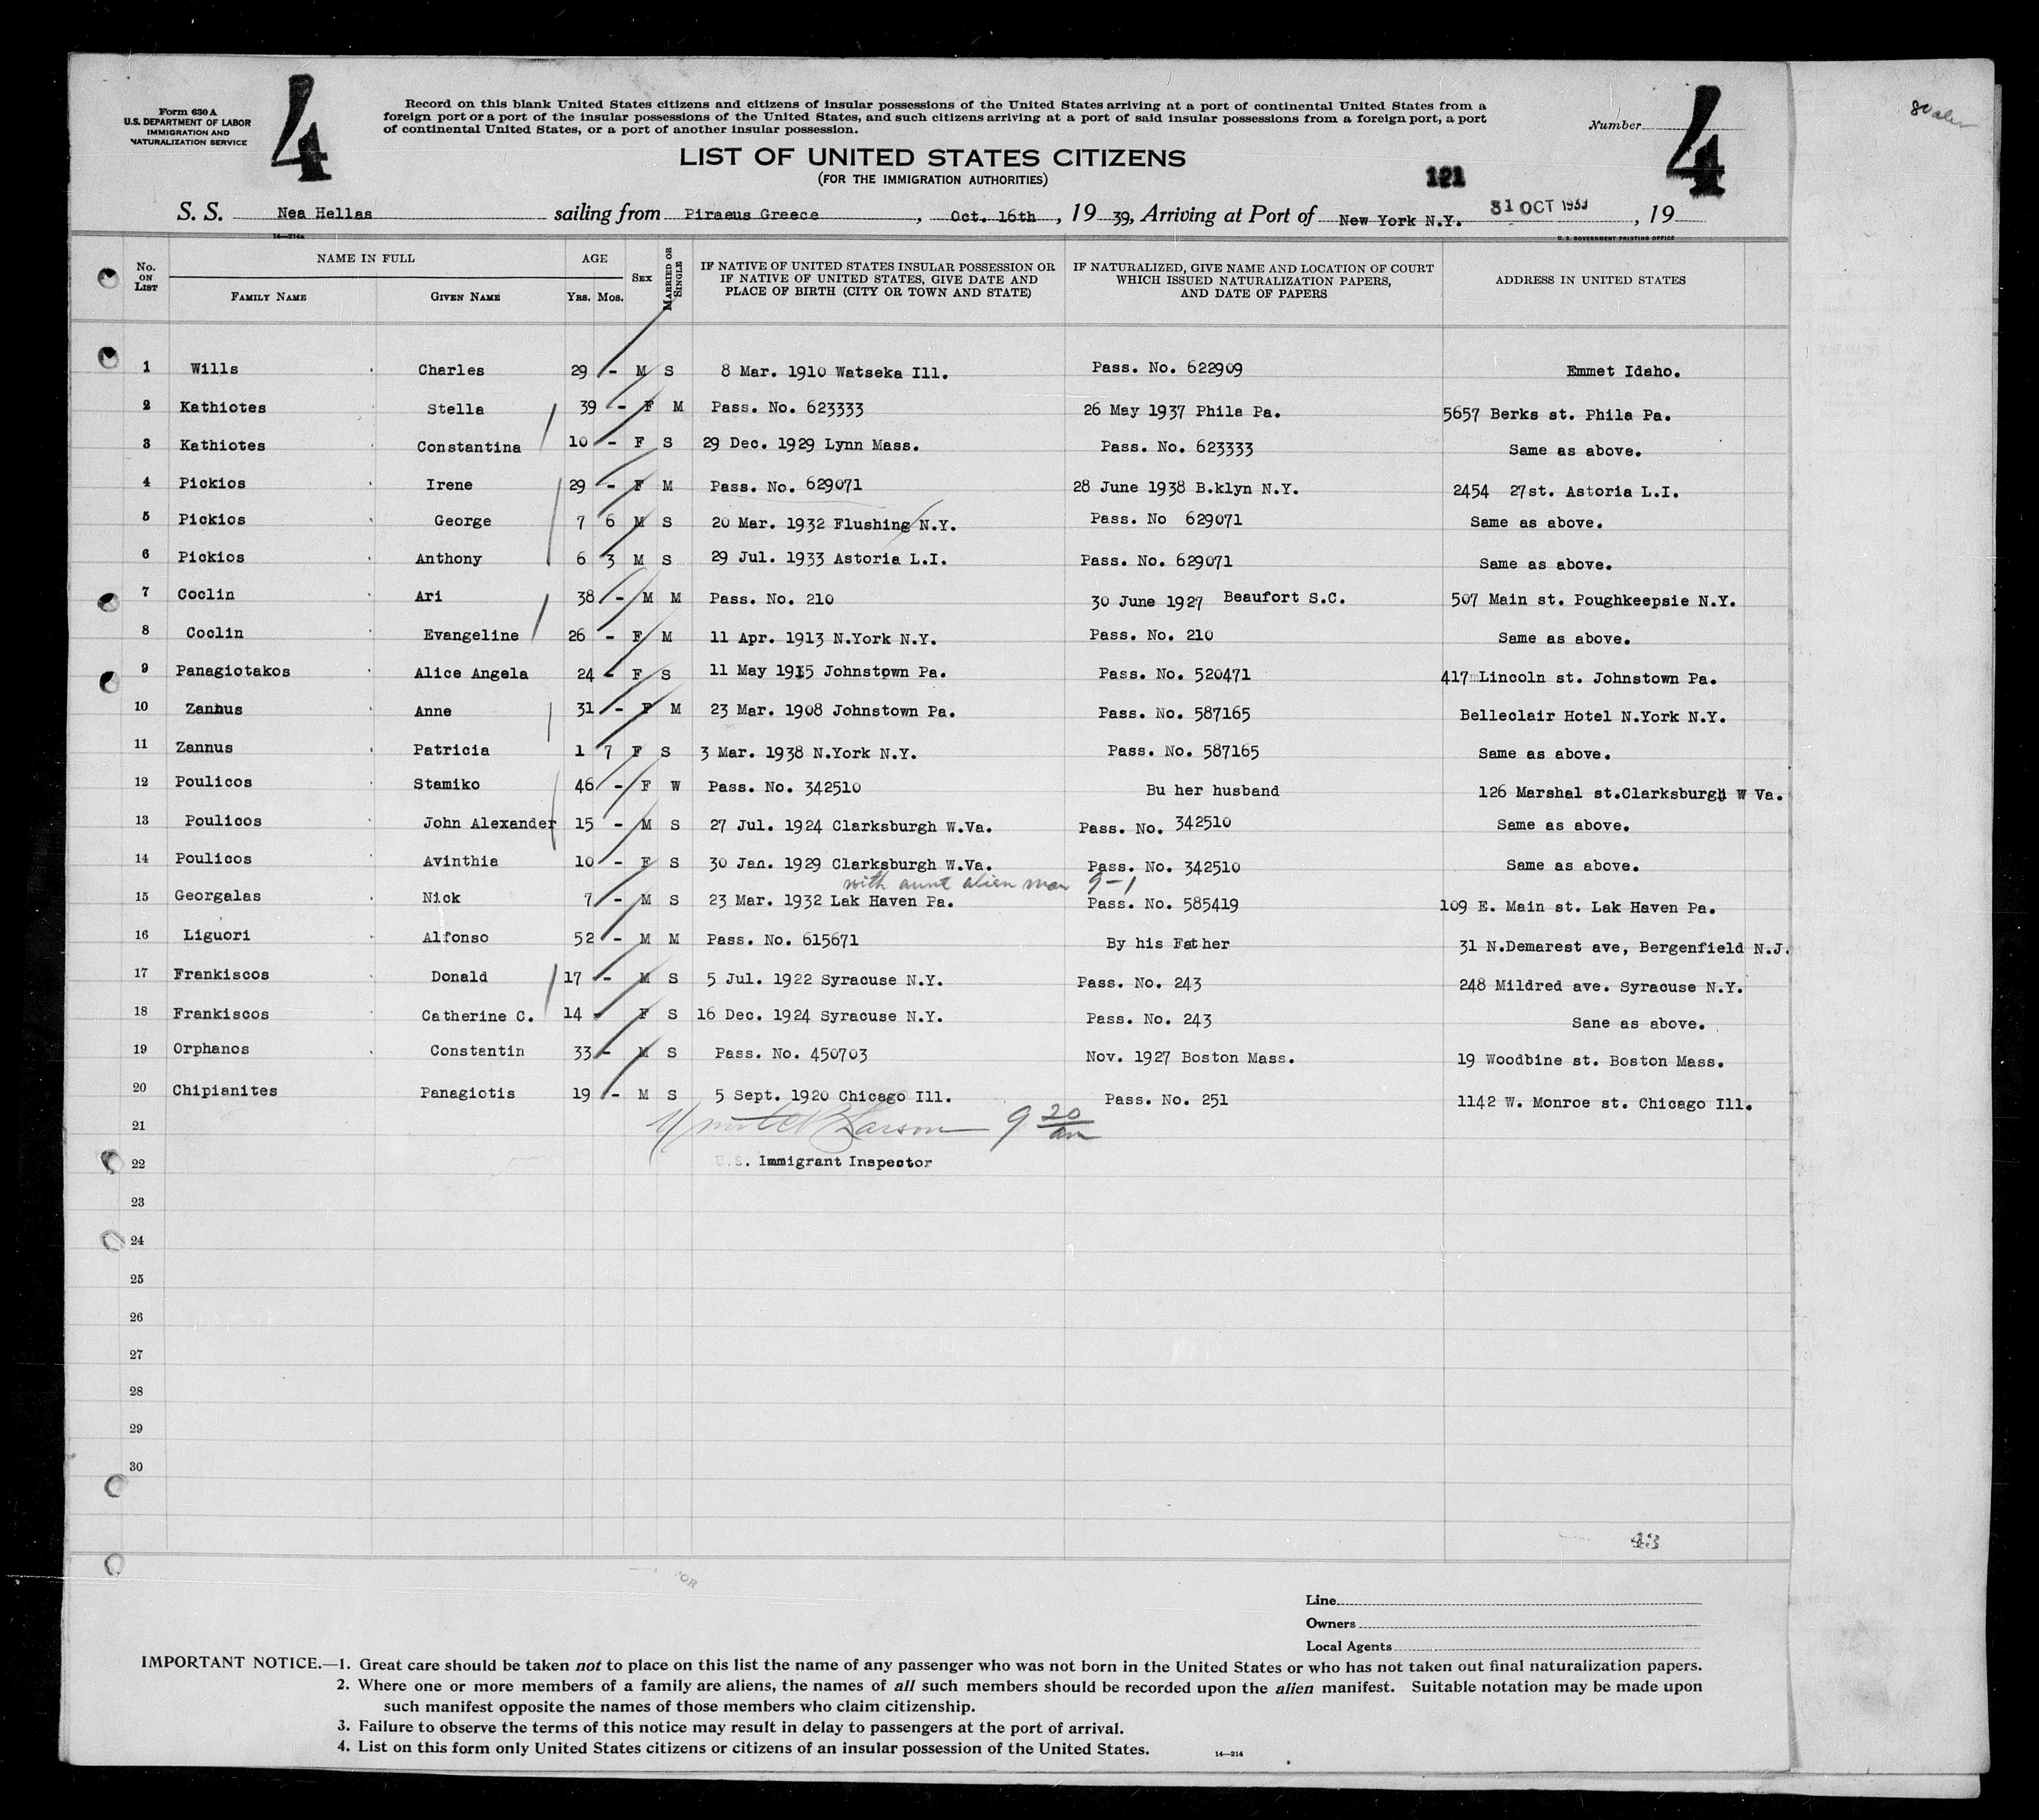 Form 630 A
U.S. DEPARTMENT OF LABOR
IMMIGRATION AND
NATURALIZATION SERVICE
4
Record on this blank United States citizens and citizens of insular possessions of the United States arriving at a port of continental United States from a
foreign port or a port of the insular possessions of the United States, and such citizens arriving at a port of said insular possessions from a foreign port, a port
of continental United States, or a port of another insular possession.
Number
4
LIST OF UNITED STATES CITIZENS
(FOR THE IMMIGRATION AUTHORITIES)
121
S. S. Nea Hellas sailing from Piraeus Greece, Oct. 16th, 19 39, Arriving at Port of New York N.Y. 31 OCT 1939, 19
14—214a U. S. GOVERNMENT PRINTING OFFICE
No. ON LIST
NAME IN FULL
FAMILY NAME GIVEN NAME
AGE
YRS. MOS.
SEX
MARRIED OR SINGLE
IF NATIVE OF UNITED STATES INSULAR POSSESSION OR
IF NATIVE OF UNITED STATES, GIVE DATE AND
PLACE OF BIRTH (CITY OR TOWN AND STATE)
IF NATURALIZED, GIVE NAME AND LOCATION OF COURT
WHICH ISSUED NATURALIZATION PAPERS,
AND DATE OF PAPERS
ADDRESS IN UNITED STATES
1 Wills Charles 29 - M S 8 Mar. 1910 Watseka Ill. Pass. No. 622909 Emmet Idaho.
2 Kathiotes Stella 39 - F M Pass. No. 623333 26 May 1937 Phila Pa. 5657 Berks st. Phila Pa.
3 Kathiotes Constantina 10 - F S 29 Dec. 1929 Lynn Mass. Pass. No. 623333 Same as above.
4 Pickios Irene 29 - F M Pass. No. 629071 28 June 1938 B.klyn N.Y. 2454 27st. Astoria L.I.
5 Pickios George 7 6 M S 20 Mar. 1932 Flushing N.Y. Pass. No 629071 Same as above.
6 Pickios Anthony 6 3 M S 29 Jul. 1933 Astoria L.I. Pass. No. 629071 Same as above.
7 Coclin Ari 38 - M M Pass. No. 210 30 June 1927 Beaufort S.C. 507 Main st. Poughkeepsie N.Y.
8 Coclin Evangeline 26 - F M 11 Apr. 1913 N.York N.Y. Pass. No. 210 Same as above.
9 Panagiotakos Alice Angela 24 - F S 11 May 1915 Johnstown Pa. Pass. No. 520471 417 Lincoln st. Johnstown Pa.
10 Zannus Anne 31 - F M 23 Mar. 1908 Johnstown Pa. Pass. No. 587165 Belleclair Hotel N.York N.Y.
11 Zannus Patricia 1 7 F S 3 Mar. 1938 N.York N.Y. Pass. No. 587165 Same as above.
12 Poulicos Stamiko 46 - F W Pass. No. 342510 Bu her husband 126 Marshal st.Clarksburgh W Va.
13 Poulicos John Alexander 15 - M S 27 Jul. 1924 Clarksburgh W.Va. Pass. No. 342510 Same as above.
14 Poulicos Avinthia 10 - F S 30 Jan. 1929 Clarksburgh W.Va. Pass. No. 342510 Same as above.
with aunt alien man 9-1
15 Georgalas Nick 7 - M S 23 Mar. 1932 Lak Haven Pa. Pass. No. 585419 109 E. Main st. Lak Haven Pa.
16 Liguori Alfonso 52 - M M Pass. No. 615671 By his Father 31 N.Demarest ave, Bergenfield N.J.
17 Frankiscos Donald 17 - M S 5 Jul. 1922 Syracuse N.Y. Pass. No. 243 248 Mildred ave. Syracuse N.Y.
18 Frankiscos Catherine C. 14 - F S 16 Dec. 1924 Syracuse N.Y. Pass. No. 243 Sane as above.
19 Orphanos Constantin 33 - M S Pass. No. 450703 Nov. 1927 Boston Mass. 19 Woodbine st. Boston Mass.
20 Chipianites Panagiotis 19 - M S 5 Sept. 1920 Chicago Ill. Pass. No. 251 1142 W. Monroe st. Chicago Ill.
21 Larson 9 20 am
22 U.S. Immigrant Inspector
23
24
25
26
27
28
29
30
43
Line
Owners
Local Agents
IMPORTANT NOTICE.—1. Great care should be taken not to place on this list the name of any passenger who was not born in the United States or who has not taken out final naturalization papers.
2. Where one or more members of a family are aliens, the names of all such members should be recorded upon the alien manifest. Suitable notation may be made upon
such manifest opposite the names of those members who claim citizenship.
3. Failure to observe the terms of this notice may result in delay to passengers at the port of arrival.
4. List on this form only United States citizens or citizens of an insular possession of the United States.
14—214